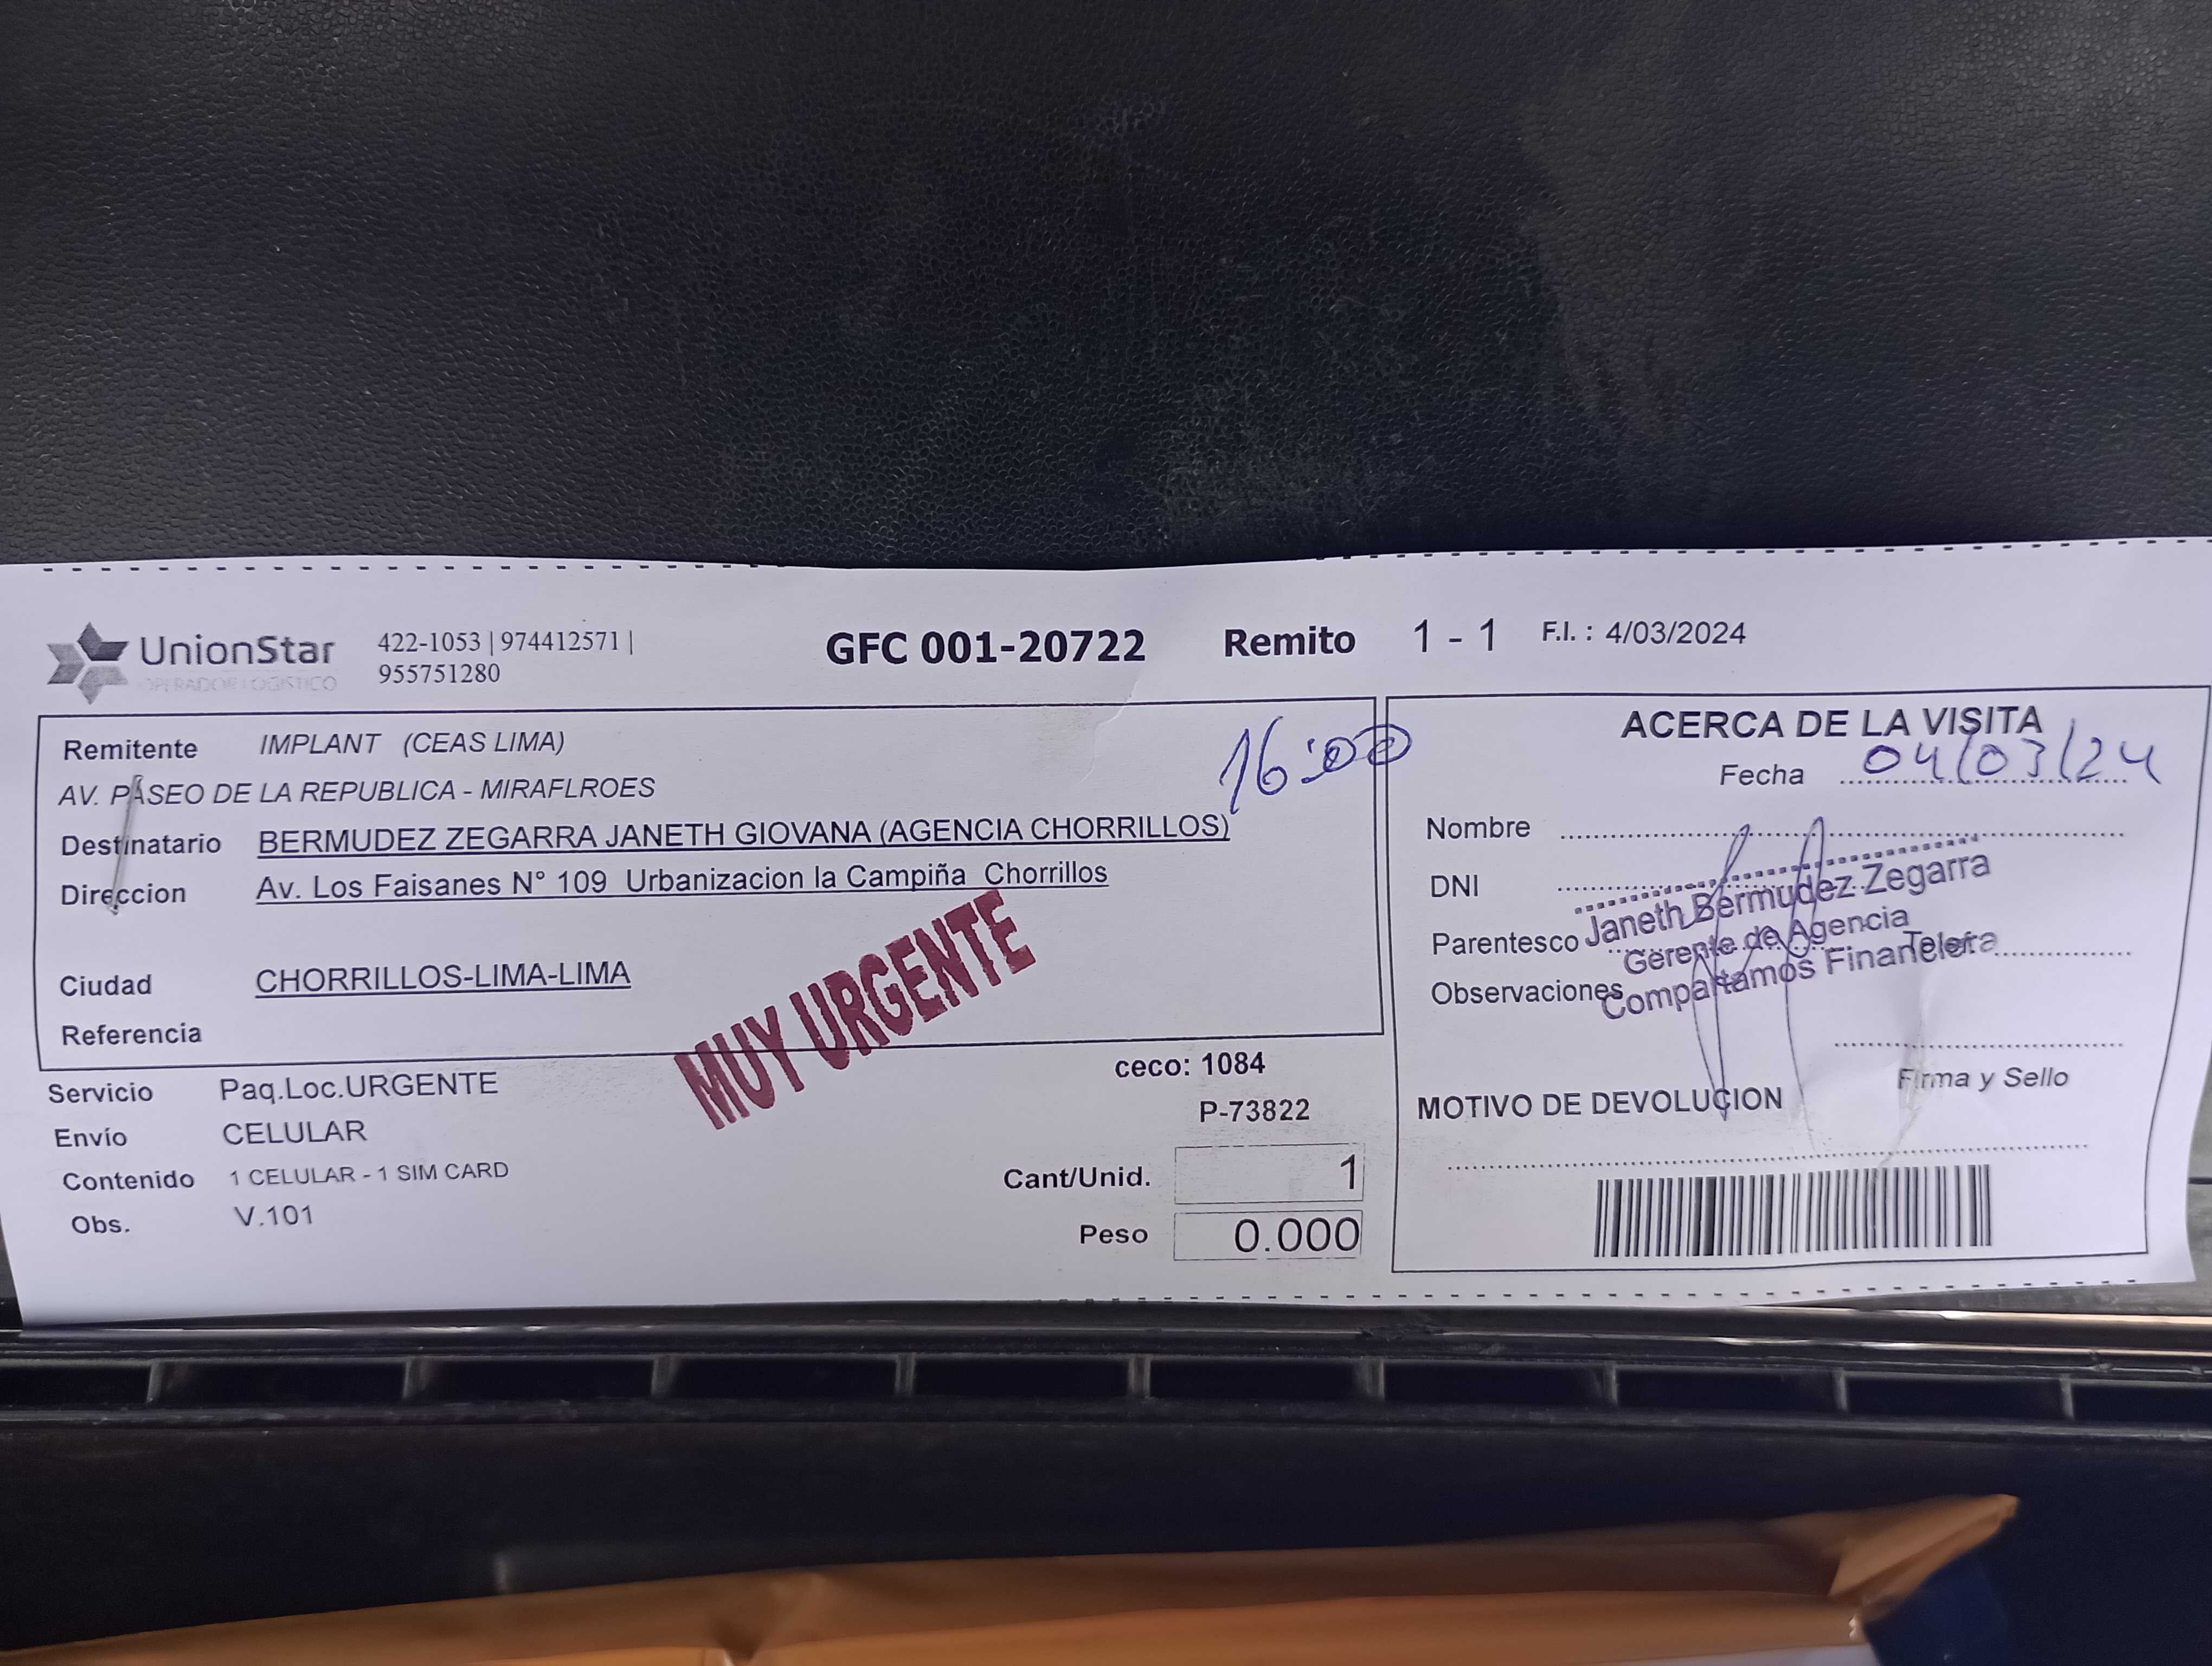 UnionStar
OPERADOR LOGISTICO
422-1053 | 974412571 |
955751280
GFC 001-20722 Remito 1 - 1 F.I. : 4/03/2024
Remitente IMPLANT (CEAS LIMA)
16:00
AV. PASEO DE LA REPUBLICA - MIRAFLROES
Destinatario BERMUDEZ ZEGARRA JANETH GIOVANA (AGENCIA CHORRILLOS)
Direccion Av. Los Faisanes N° 109 Urbanizacion la Campiña Chorrillos
Ciudad CHORRILLOS-LIMA-LIMA
Referencia
MUY URGENTE
Servicio Paq.Loc.URGENTE
Envío CELULAR
Contenido 1 CELULAR - 1 SIM CARD
Obs. V.101
ceco: 1084
P-73822
Cant/Unid. 1
Peso 0.000
ACERCA DE LA VISITA
Fecha 04/03/24
Nombre
DNI
Janeth Bermudez Zegarra
Parentesco
Gerente de Agencia
Compartamos Financiera
Observaciones
Firma y Sello
MOTIVO DE DEVOLUCION